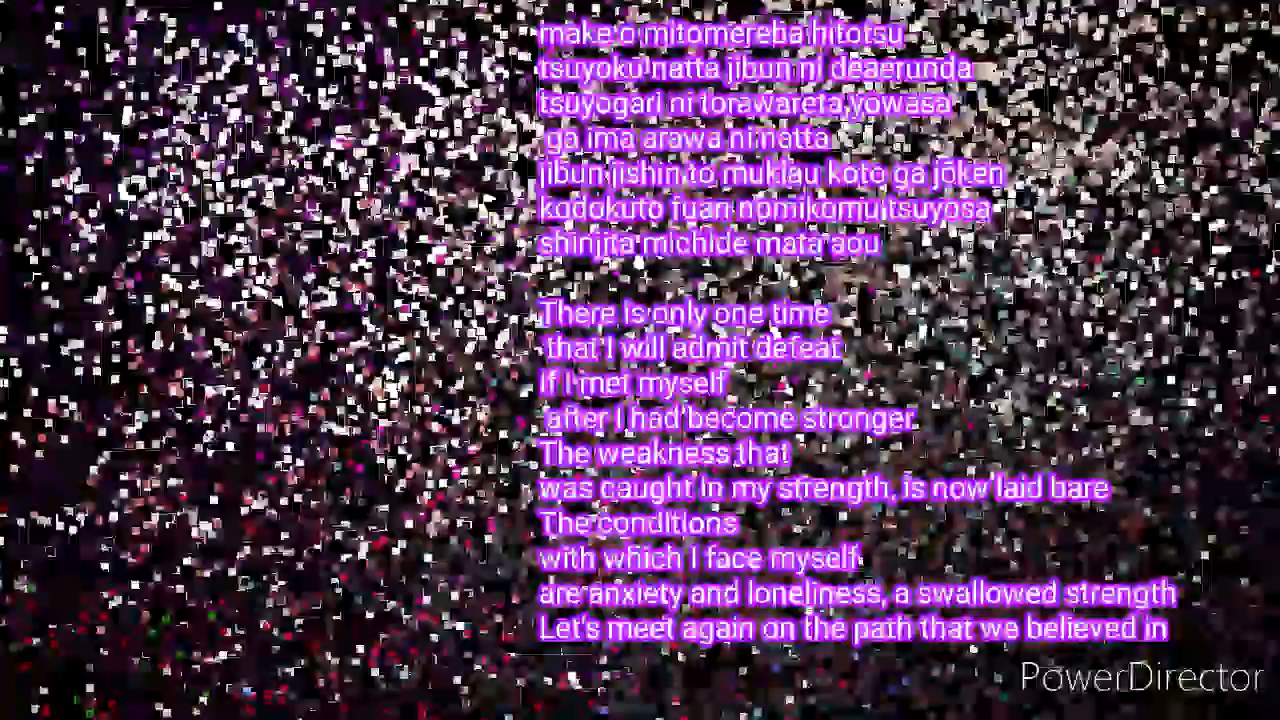 make o mitomereba hitotsu
tsuyoku natta jibun ni deaerunda
tsuyogari ni torawareta yowasa
ga ima arawa ni natta
jibun jishin to mukiau koto ga jōken
kodokuto fuan nomikomu tsuyosa
shinjita michide mata aou
There is only one time
that I will admit defeat
If I met myself
after I had become stronger
The weakness that
was caught in my strength, is now laid bare
The conditions
with which I face myself
are anxiety and loneliness, a swallowed strength
Let's meet again on the path that we believed in
PowerDirector